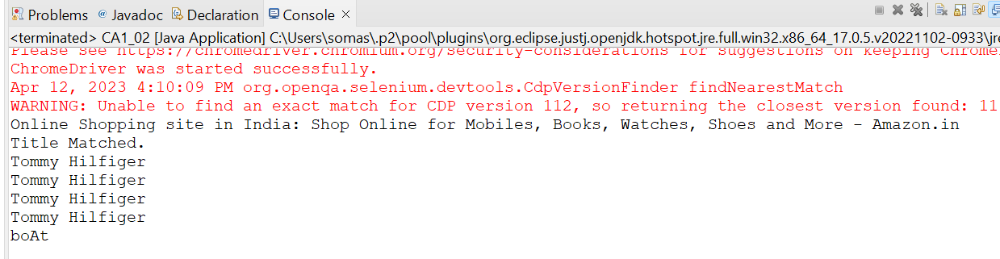 Problems Javadoc Declaration Console
<terminated> CA1_02 [Java Application] C:\Users\somas\.p2\pool\plugins\org.eclipse.justj.openjdk.hotspot.jre.full.win32.x86_64_17.0.5.v20221102-0933\jre
Please see https://chromedriver.chromium.org/security-considerations for suggestions on keeping Chrome
ChromeDriver was started successfully.
Apr 12, 2023 4:10:09 PM org.openqa.selenium.devtools.CdpVersionFinder findNearestMatch
WARNING: Unable to find an exact match for CDP version 112, so returning the closest version found: 11
Online Shopping site in India: Shop Online for Mobiles, Books, Watches, Shoes and More - Amazon.in
Title Matched.
Tommy Hilfiger
Tommy Hilfiger
Tommy Hilfiger
Tommy Hilfiger
boAt